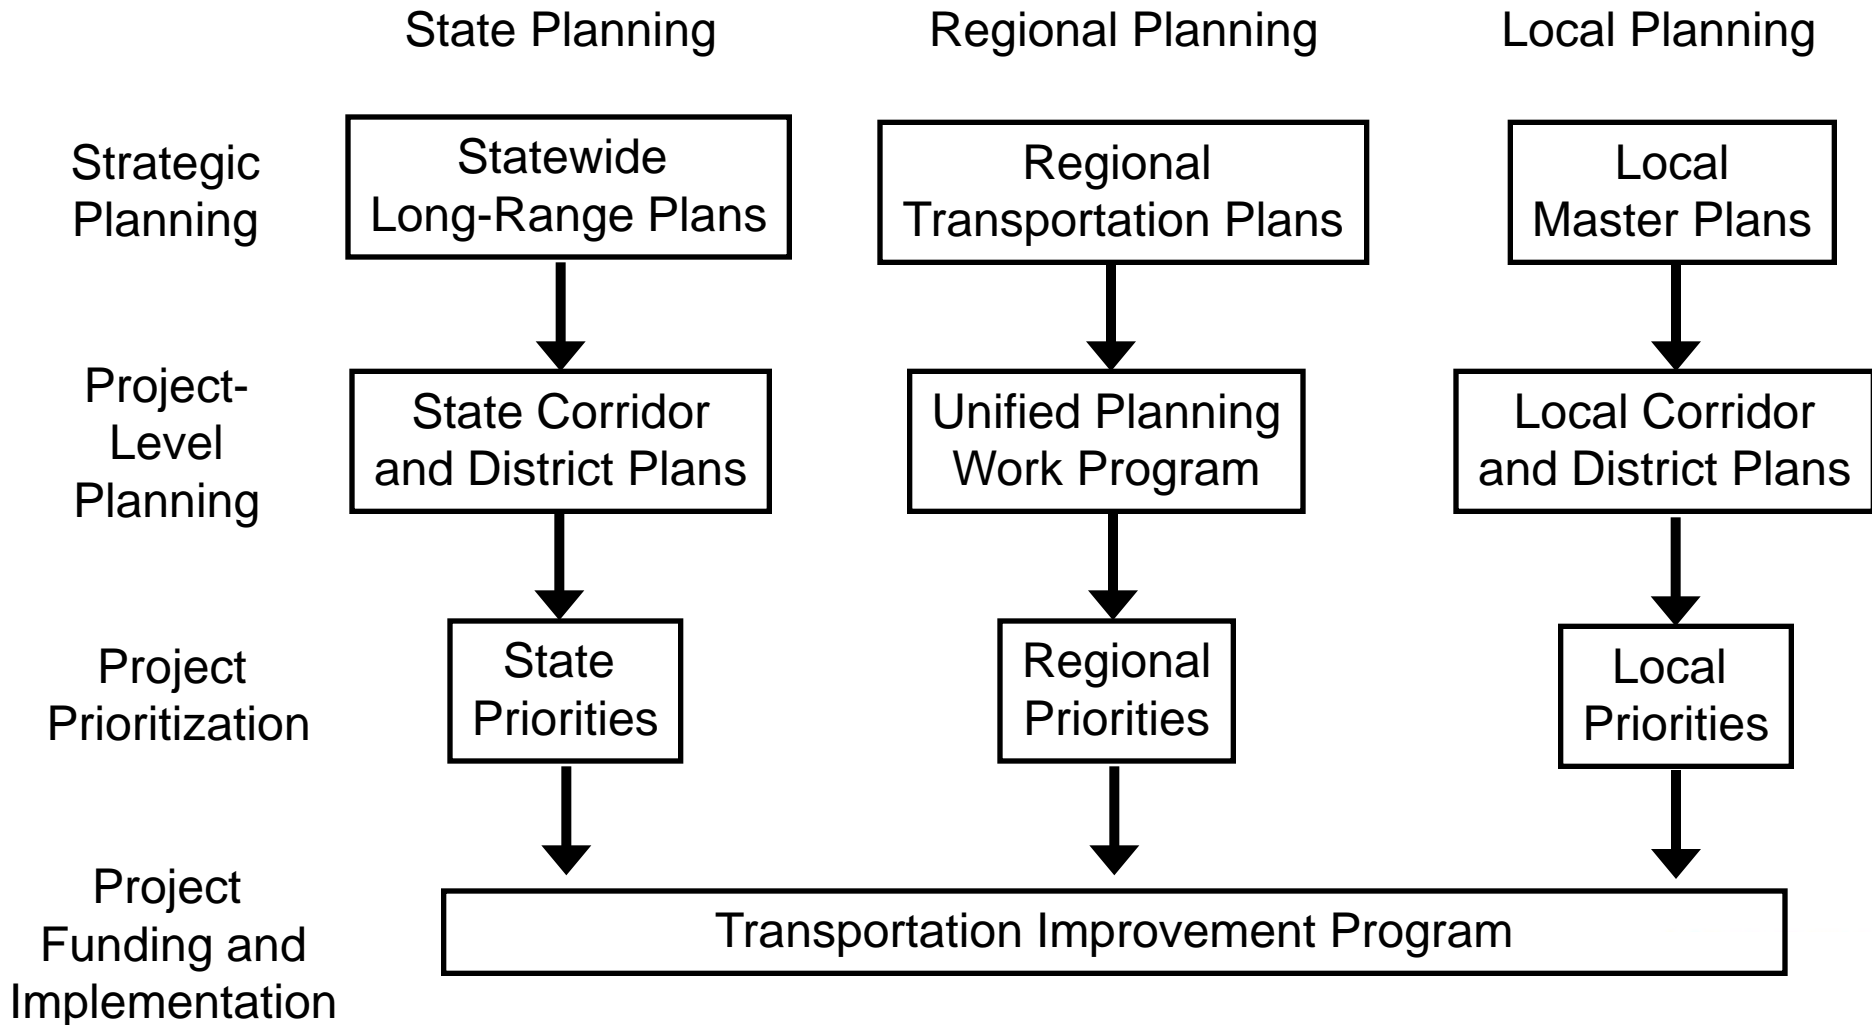 State Planning
Regional Planning
Local Planning
Strategic
Planning
Statewide
Long-Range Plans
Regional
Transportation Plans
Local
Master Plans
Project-
Level
Planning
State Corridor
and District Plans
Unified Planning
Work Program
Local Corridor
and District Plans
Project
Prioritization
State
Priorities
Regional
Priorities
Local
Priorities
Project
Funding and
Implementation
Transportation Improvement Program